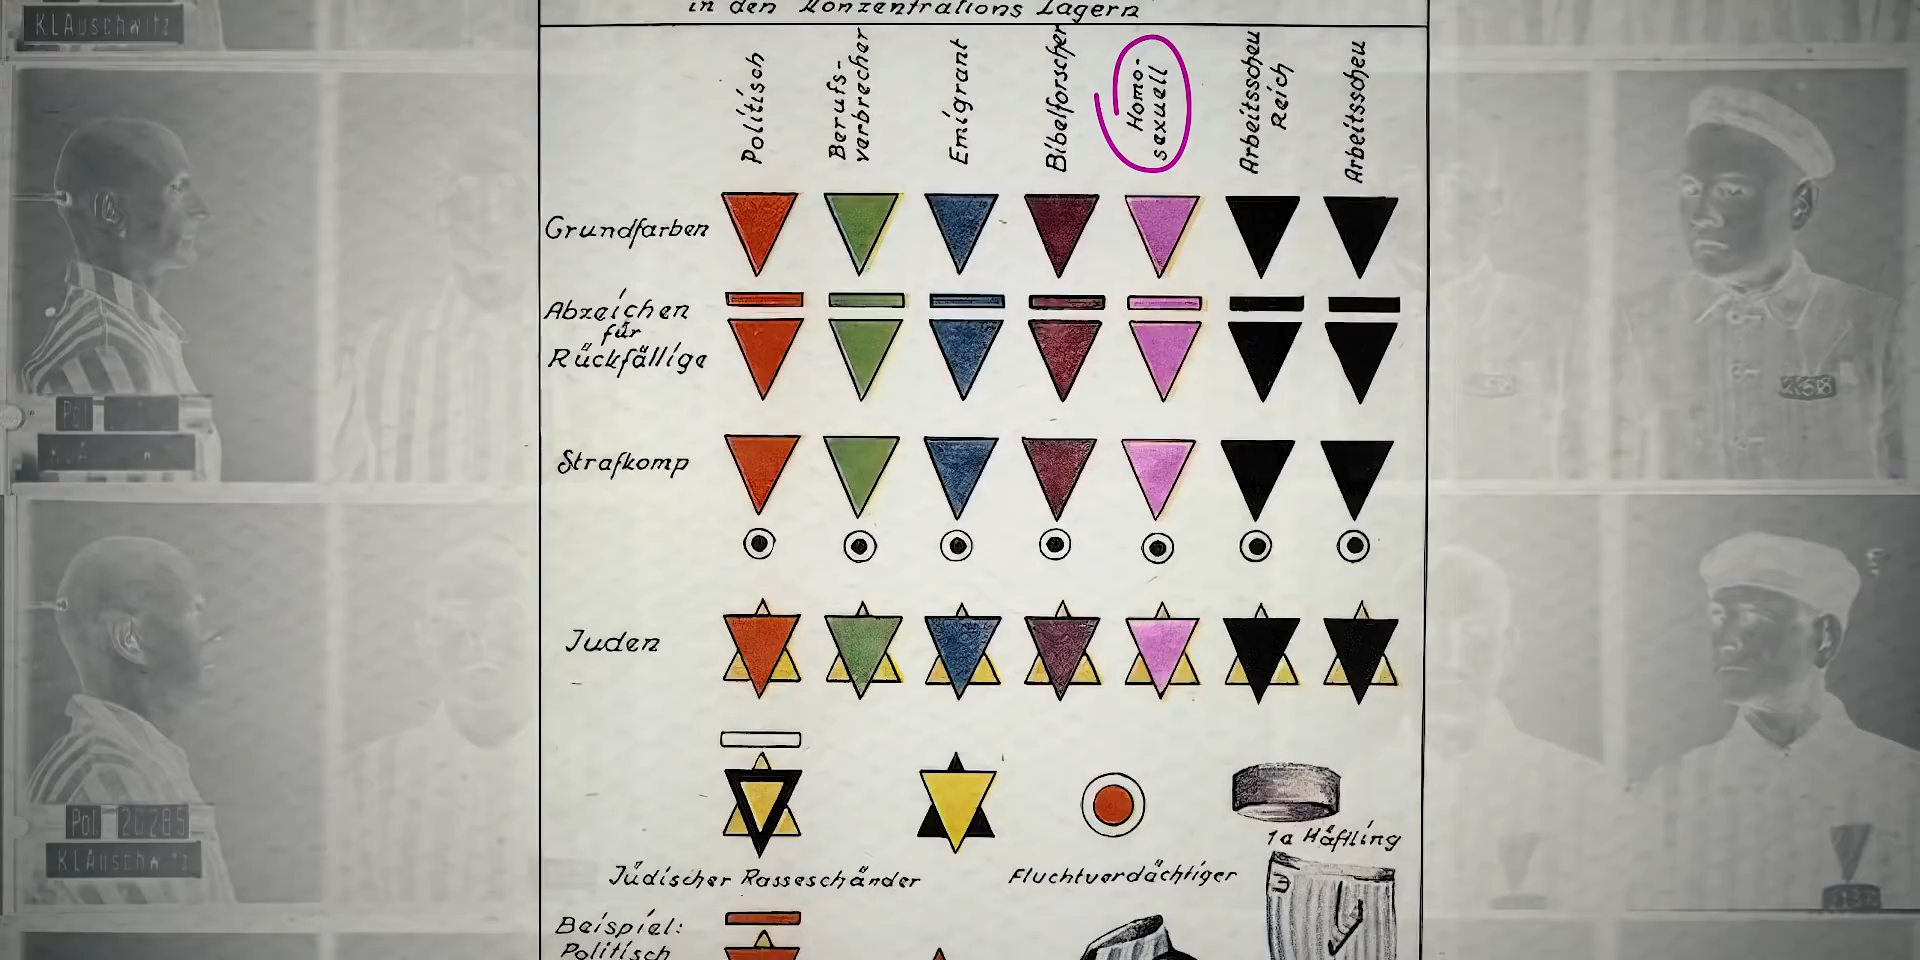 in den Konzentrations Lagern
KLAuschwitz
Politisch
Berufs-
verbrecher
Emigrant
Bibelforscher
Homo-
sexuell
Arbeitsscheu
Reich
Arbeitsscheu
Grundfarben
Abzeichen
für
Rückfällige
Strafkomp
Juden
Jüdischer Rasseschänder
Fluchtverdächtiger
1a Häftling
Beispiel:
Politisch
Pol
Pol 20285
KLAuschwitz